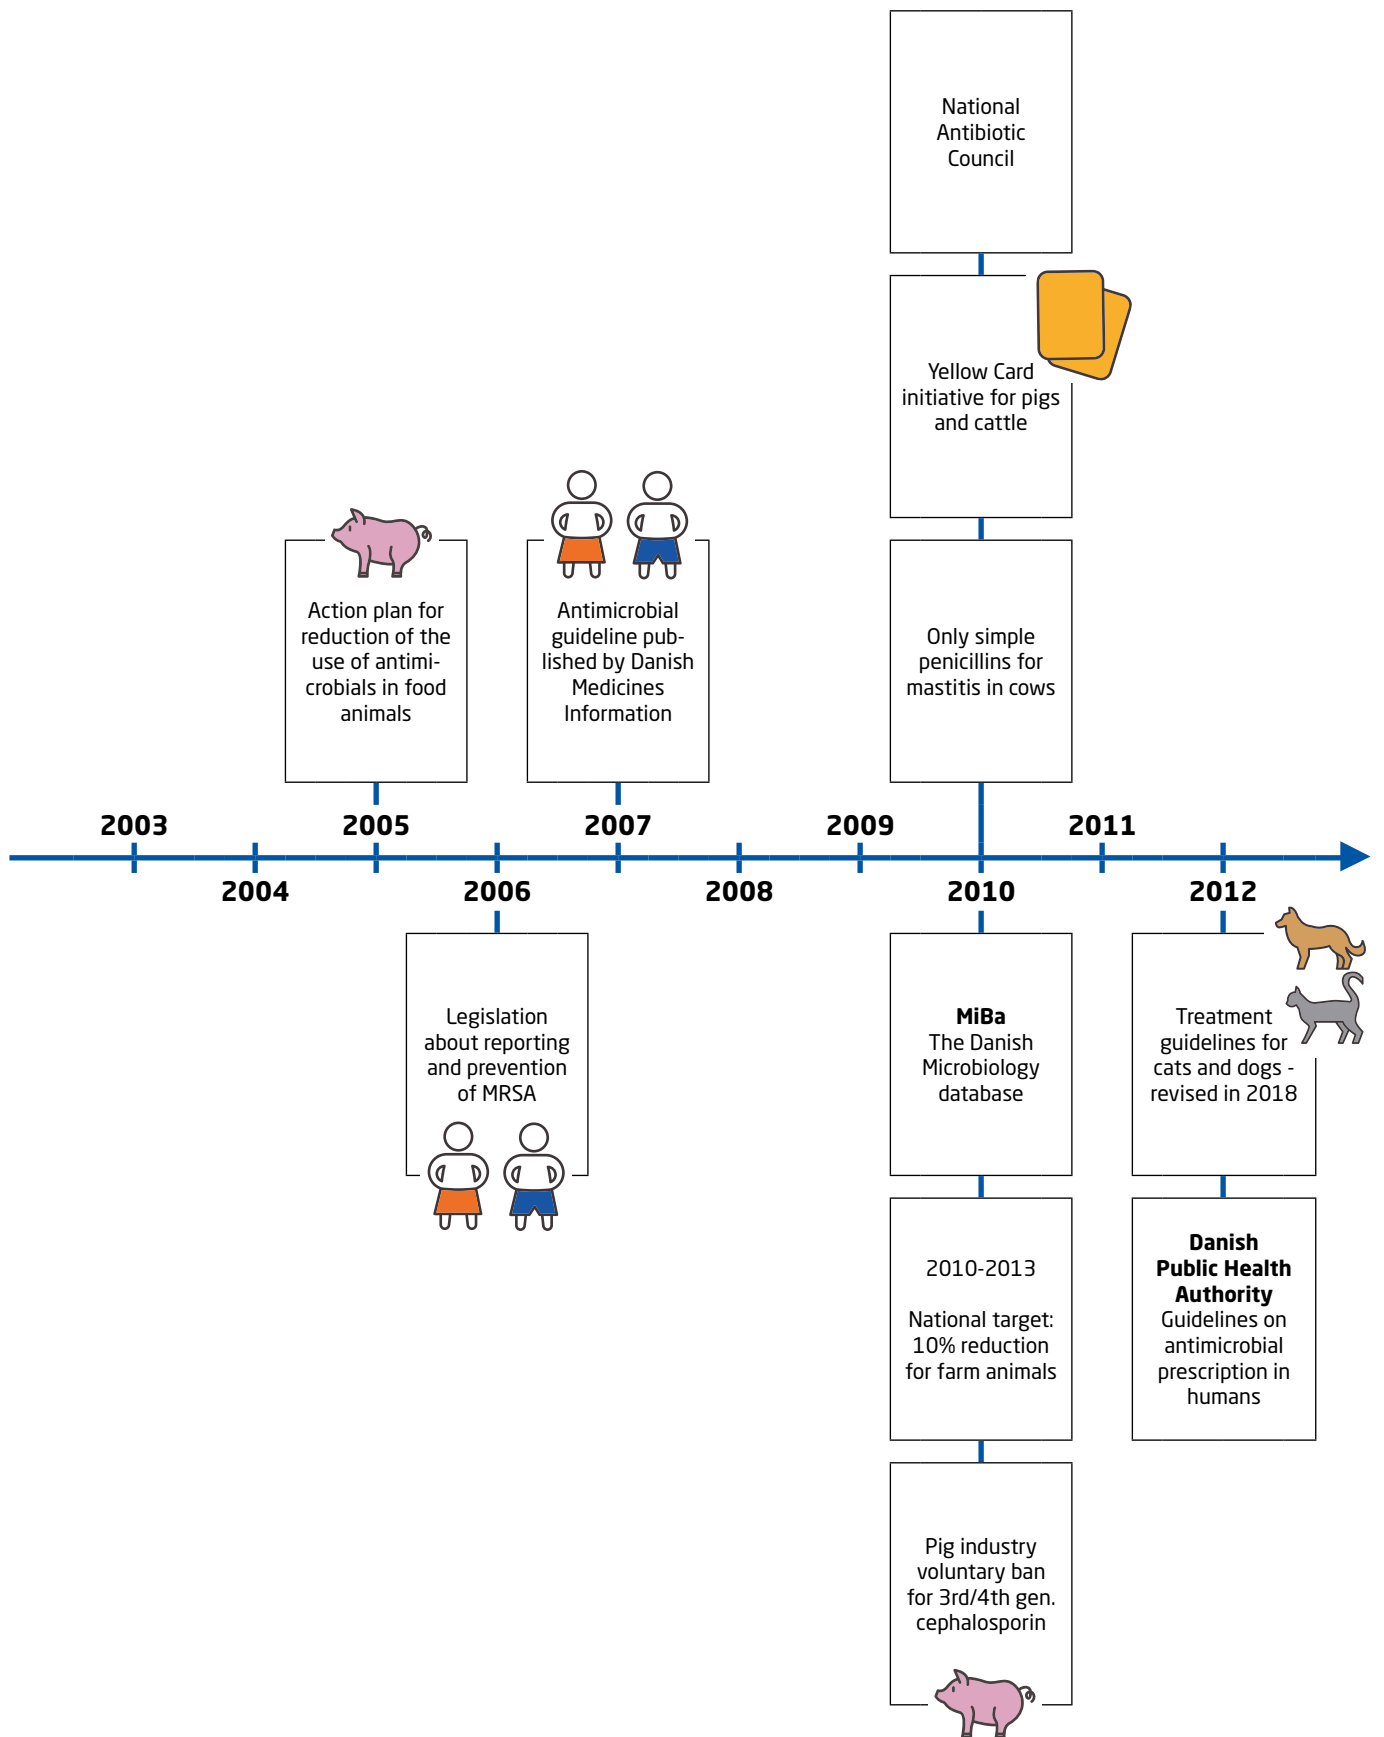 National
Antibiotic
Council
Yellow Card
initiative for pigs
and cattle
Action plan for
reduction of the
use of antimi-
crobials in food
animals
Antimicrobial
guideline pub-
lished by Danish
Medicines
Information
Only simple
penicillins for
mastitis in cows
2003
2005
2007
2009
2011
2004
2006
2008
2010
2012
Legislation
about reporting
and prevention
of MRSA
MiBa
The Danish
Microbiology
database
Treatment
guidelines for
cats and dogs -
revised in 2018
2010-2013
National target:
10% reduction
for farm animals
Danish
Public Health
Authority
Guidelines on
antimicrobial
prescription in
humans
Pig industry
voluntary ban
for 3rd/4th gen.
cephalosporin